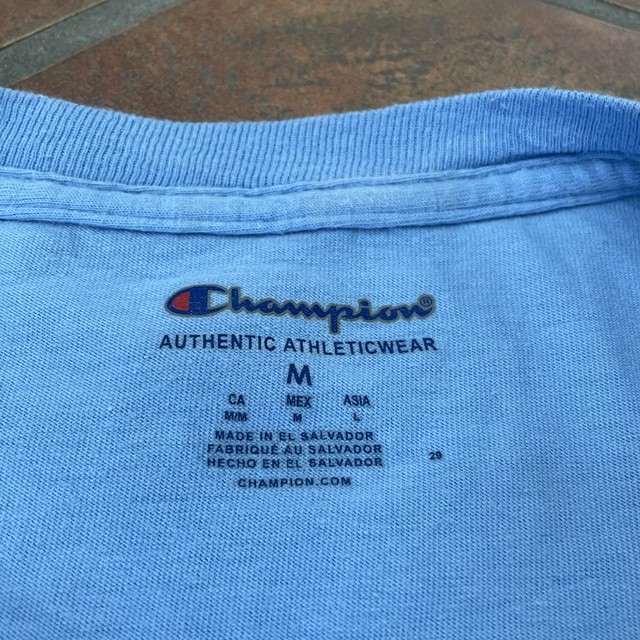 Champion®
AUTHENTIC ATHLETICWEAR
M
CA MEX ASIA
M/M M L
MADE IN EL SALVADOR
FABRIQUÉ AU SALVADOR
HECHO EN EL SALVADOR
29
CHAMPION.COM